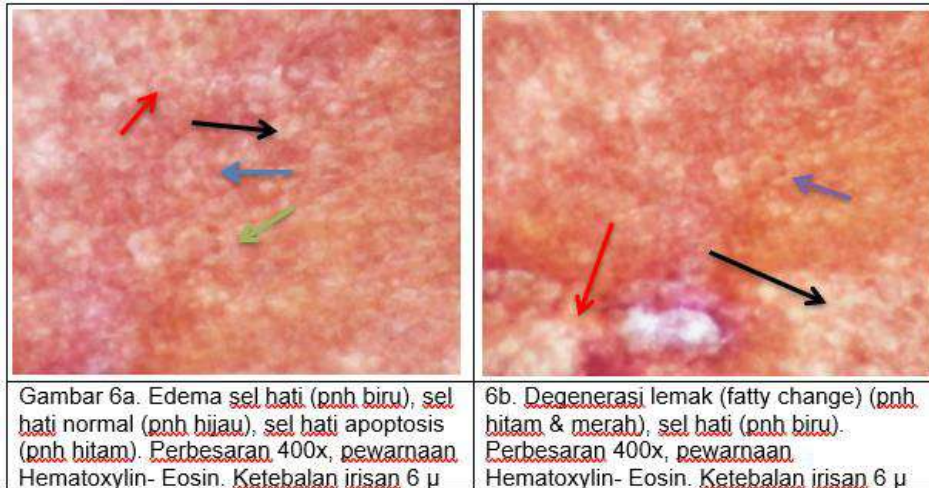 Gambar 6a. Edema sel hati (pnh biru), sel
hati normal (pnh hijau), sel hati apoptosis
(pnh hitam). Perbesaran 400x, pewarnaan
Hematoxylin- Eosin. Ketebalan irisan 6 µ
6b. Degenerasi lemak (fatty change) (pnh
hitam & merah), sel hati (pnh biru).
Perbesaran 400x, pewarnaan
Hematoxylin- Eosin. Ketebalan irisan 6 µ